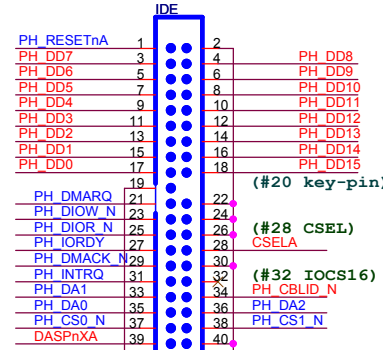 IDE
PH_RESETnA 1 2
PH_DD7 3 4 PH_DD8
PH_DD6 5 6 PH_DD9
PH_DD5 7 8 PH_DD10
PH_DD4 9 10 PH_DD11
PH_DD3 11 12 PH_DD12
PH_DD2 13 14 PH_DD13
PH_DD1 15 16 PH_DD14
PH_DD0 17 18 PH_DD15
19 (#20 key-pin)
PH_DMARQ 21 22
PH_DIOW_N 23 24 (#28 CSEL)
PH_DIOR_N 25 26
PH_IORDY 27 28 CSELA
PH_DMACK_N 29 30
PH_INTRQ 31 32 (#32 IOCS16)
PH_DA1 33 34 PH_CBLID_N
PH_DA0 35 36 PH_DA2
PH_CS0_N 37 38 PH_CS1_N
DASPnXA 39 40